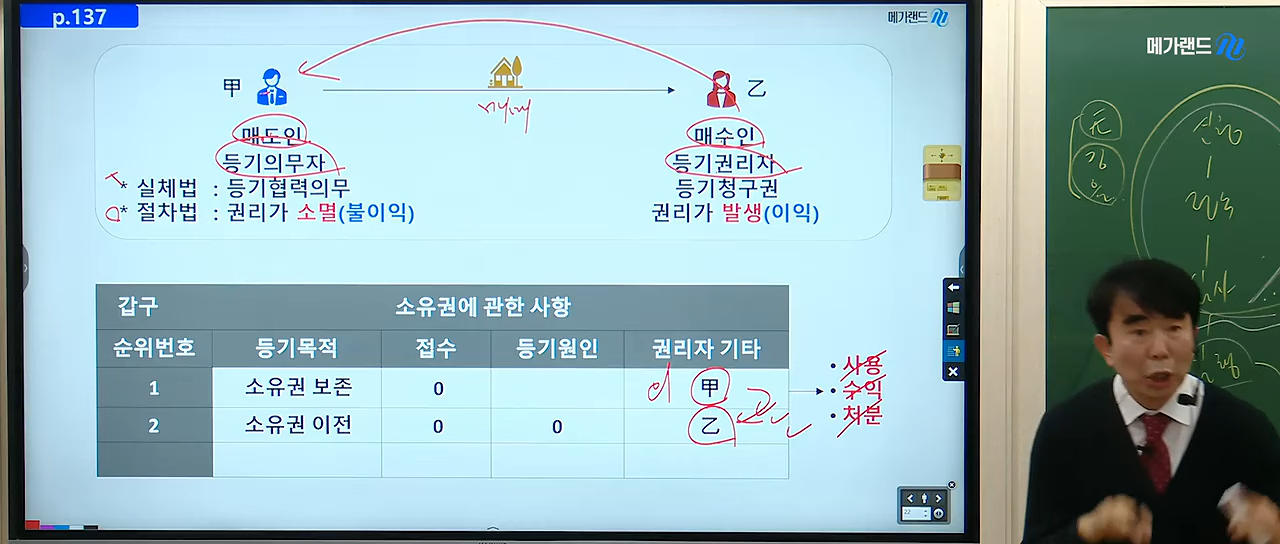 p.137
메가랜드
메가랜드
甲
乙
매매
매도인
매수인
등기의무자
등기권리자
* 실체법 : 등기협력의무
등기청구권
* 절차법 : 권리가 소멸(불이익)
권리가 발생(이익)
갑구 소유권에 관한 사항
순위번호 등기목적 접수 등기원인 권리자 기타
1 소유권 보존 0 甲
2 소유권 이전 0 0 乙
• 사용
• 수익
• 처분
22